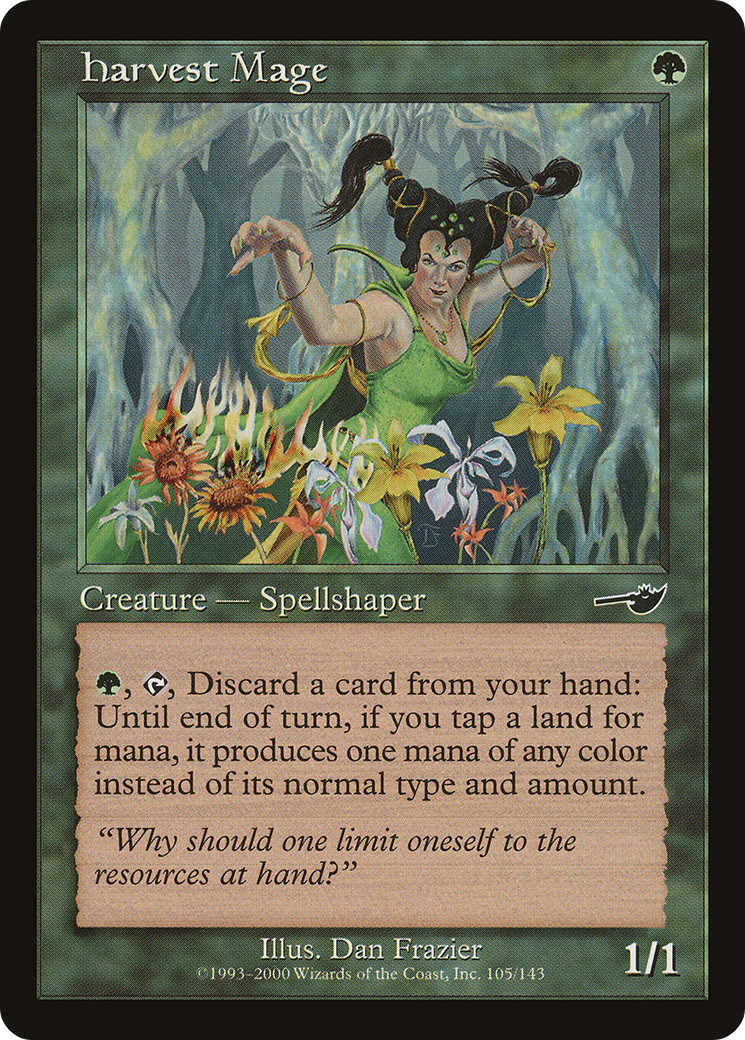 Harvest Mage
Creature — Spellshaper
, , Discard a card from your hand:
Until end of turn, if you tap a land for
mana, it produces one mana of any color
instead of its normal type and amount.
“Why should one limit oneself to the
resources at hand?”
Illus. Dan Frazier
©1993–2000 Wizards of the Coast, Inc. 105/143
1/1